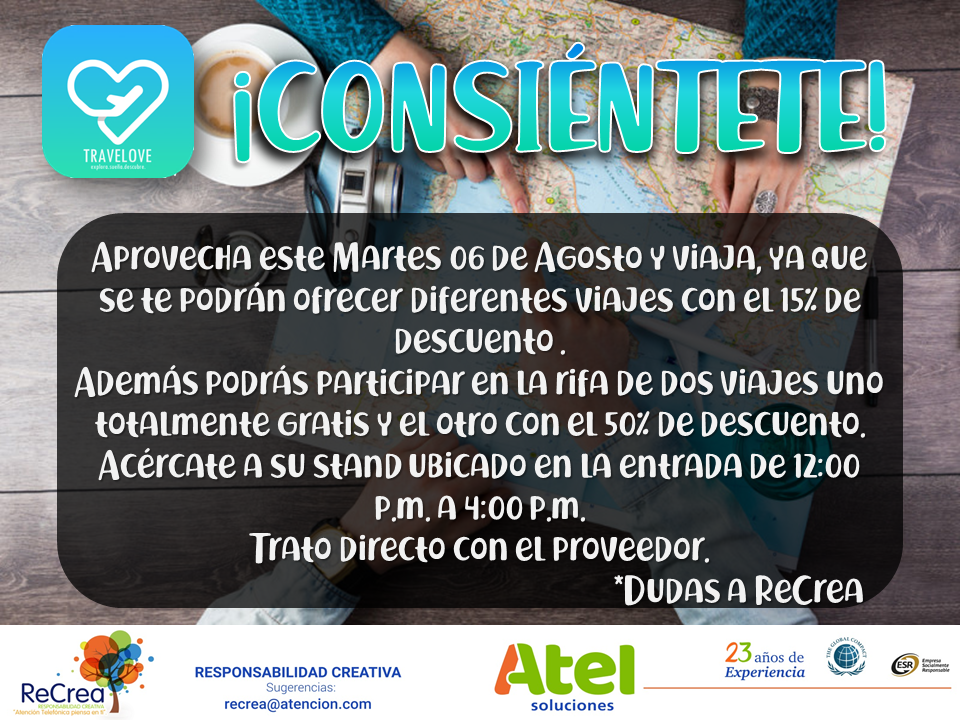 ¡CONSIÉNTETE!
TRAVELOVE
explora.sueña.descubre.
Aprovecha este Martes 06 de Agosto y viaja, ya que
se te podrán ofrecer diferentes viajes con el 15% de
descuento .
Además podrás participar en la rifa de dos viajes uno
totalmente gratis y el otro con el 50% de descuento.
Acércate a su stand ubicado en la entrada de 12:00
p.m. a 4:00 p.m.
Trato directo con el proveedor.
*Dudas a ReCrea
ReCrea
RESPONSABILIDAD CREATIVA
"Atención Telefónica piensa en ti"
RESPONSABILIDAD CREATIVA
Sugerencias:
recrea@atencion.com
Atel
soluciones
23 años de
Experiencia
THE GLOBAL COMPACT
ESR
Empresa
Socialmente
Responsable